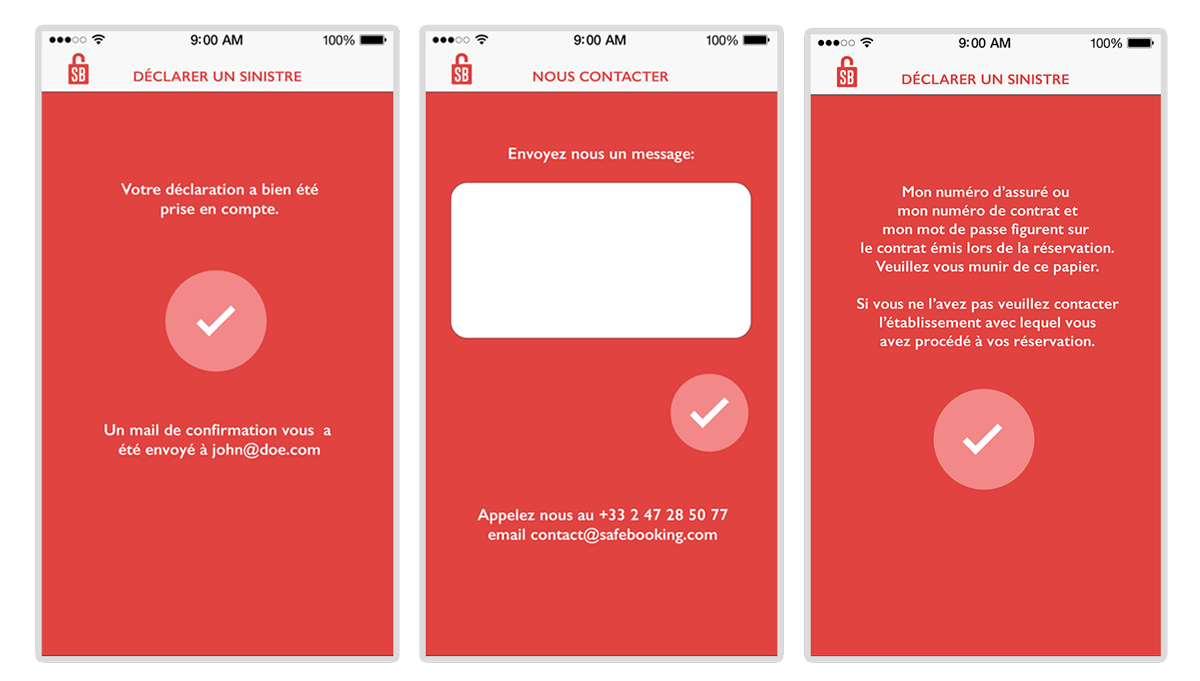 9:00 AM
100%
SB
DÉCLARER UN SINISTRE
Votre déclaration a bien été
prise en compte.
Un mail de confirmation vous  a
été envoyé à john@doe.com
9:00 AM
100%
SB
NOUS CONTACTER
Envoyez nous un message:
Appelez nous au +33 2 47 28 50 77
email contact@safebooking.com
9:00 AM
100%
SB
DÉCLARER UN SINISTRE
Mon numéro d’assuré ou
mon numéro de contrat et
mon mot de passe figurent sur
le contrat émis lors de la réservation.
Veuillez vous munir de ce papier.
Si vous ne l’avez pas veuillez contacter
l’établissement avec lequel vous
avez procédé à vos réservation.